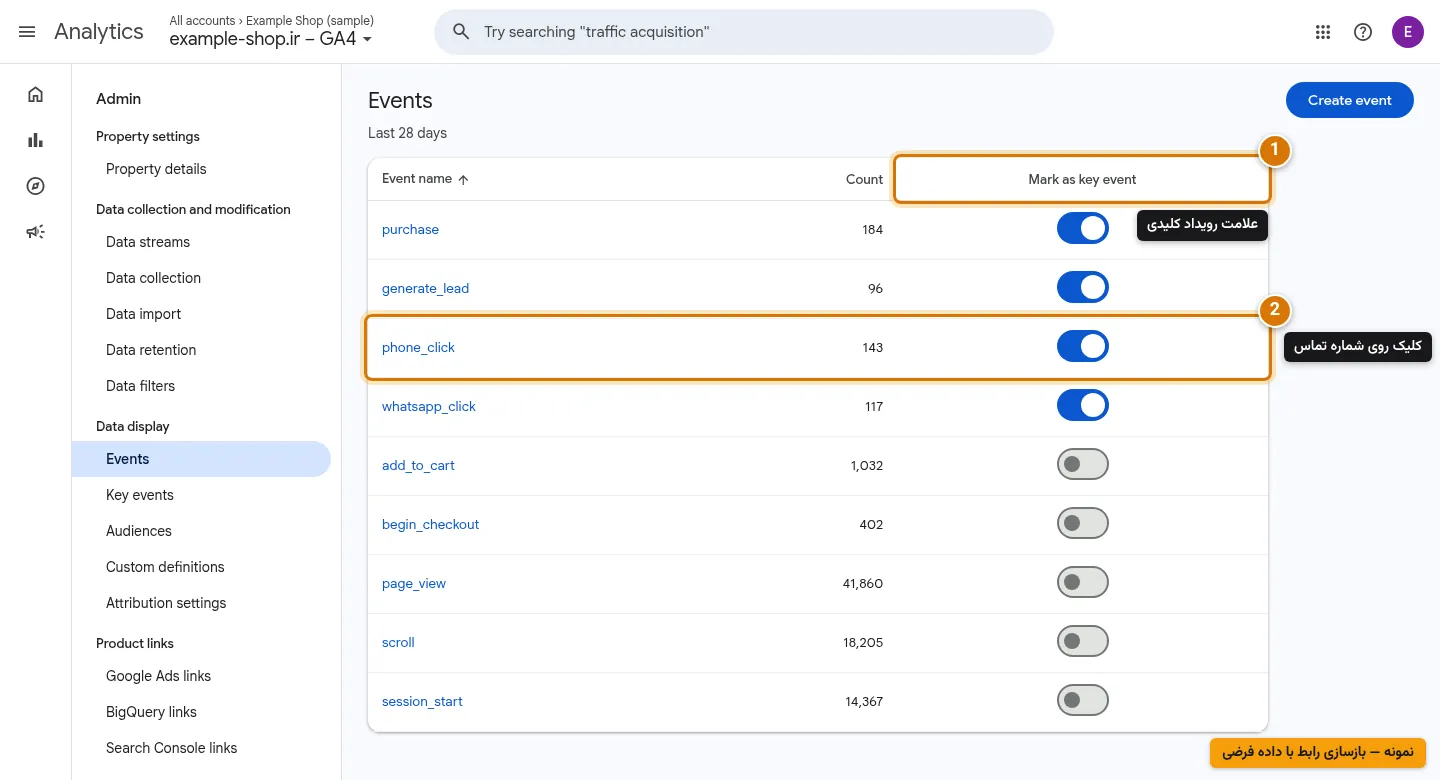 Analytics
All accounts › Example Shop (sample)
example-shop.ir – GA4
Try searching "traffic acquisition"
E
Admin
Property settings
Property details
Data collection and modification
Data streams
Data collection
Data import
Data retention
Data filters
Data display
Events
Key events
Audiences
Custom definitions
Attribution settings
Product links
Google Ads links
BigQuery links
Search Console links
Events
Create event
Last 28 days
1
Event name ↑ Count Mark as key event
purchase 184
علامت رویداد کلیدی
generate_lead 96
2
phone_click 143
کلیک روی شماره تماس
whatsapp_click 117
add_to_cart 1,032
begin_checkout 402
page_view 41,860
scroll 18,205
session_start 14,367
نمونه — بازسازی رابط با داده فرضی